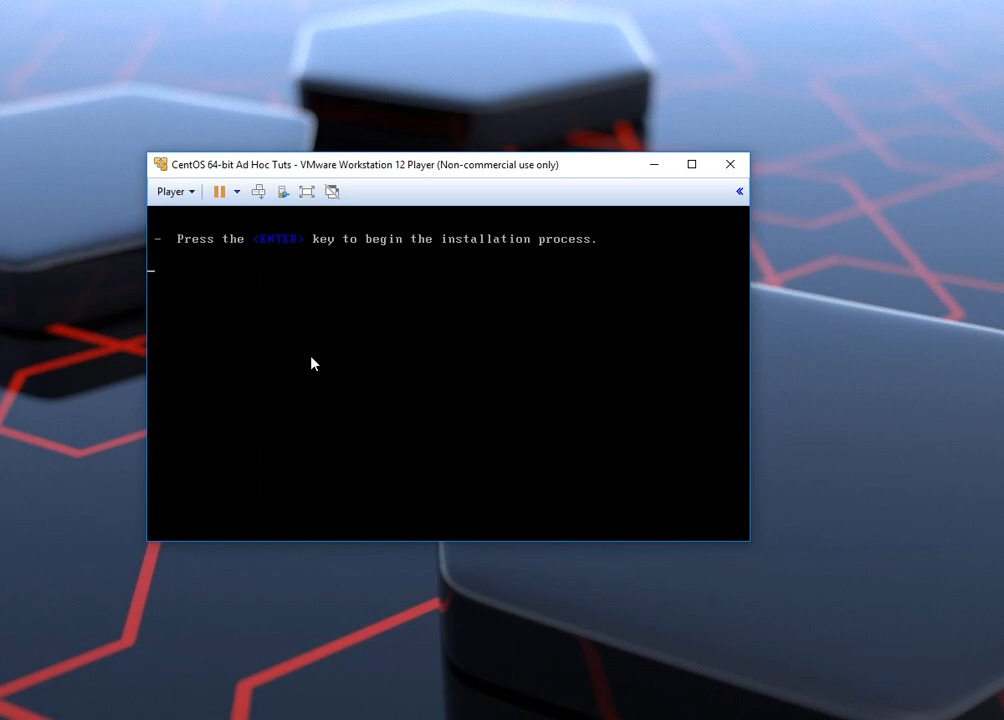 CentOS 64-bit Ad Hoc Tuts - VMware Workstation 12 Player (Non-commercial use only)
Player
- Press the <ENTER> key to begin the installation process.